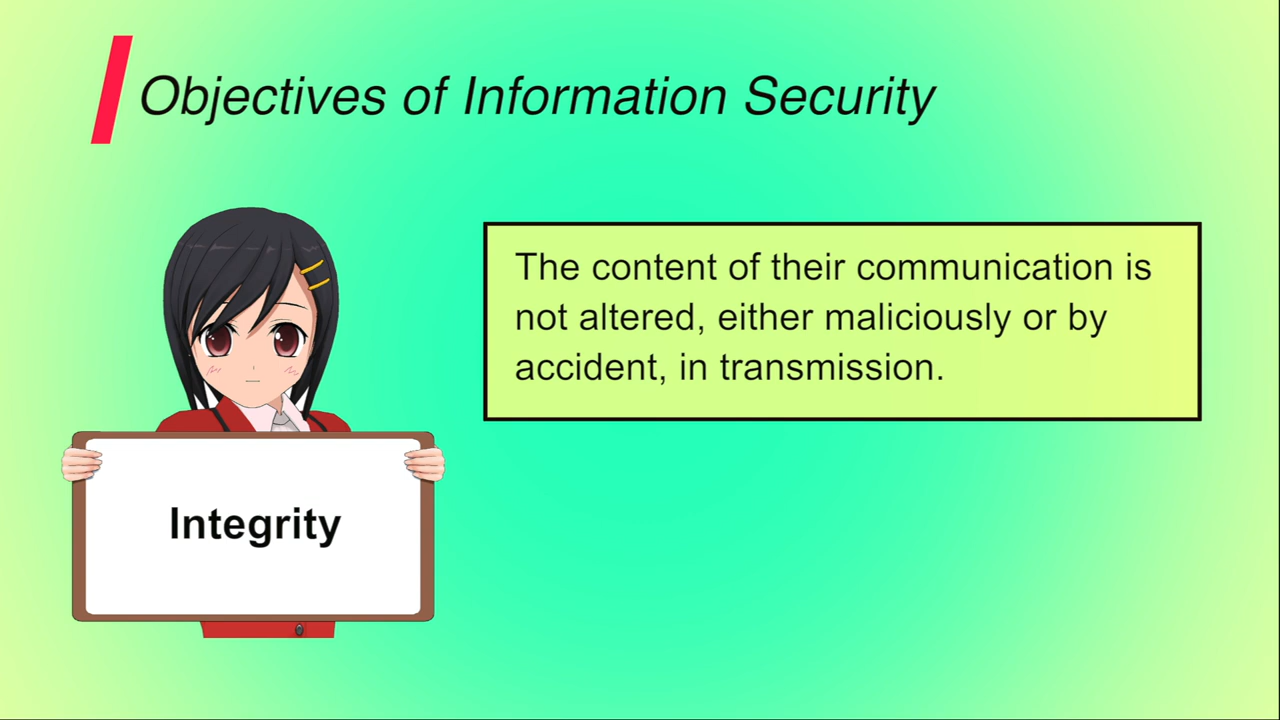 Objectives of Information Security
The content of their communication is
not altered, either maliciously or by
accident, in transmission.
Integrity